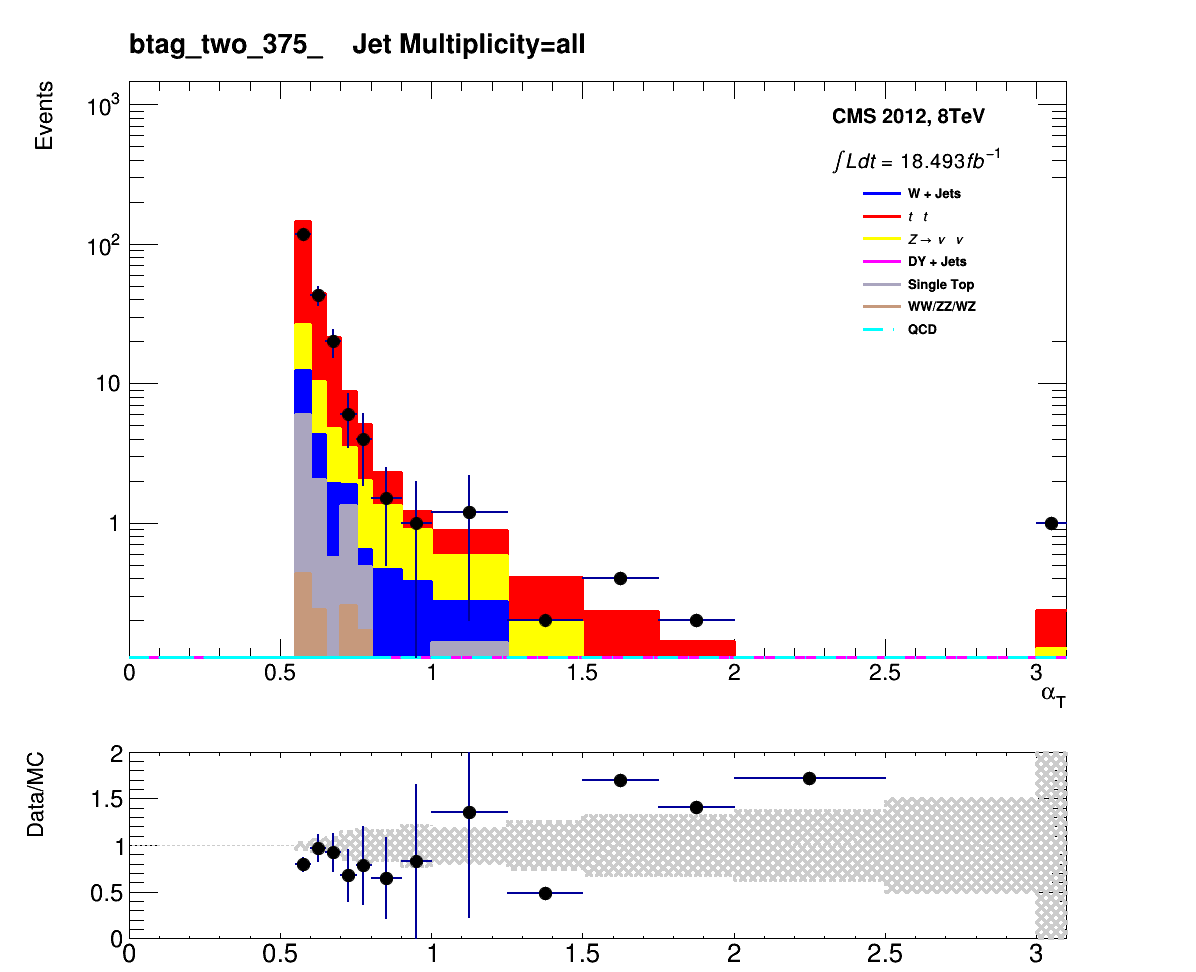 btag_two_375_ Jet Multiplicity=all
Events
10³
10²
10
1
CMS 2012, 8TeV
∫Ldt = 18.493fb⁻¹
W + Jets
t t
Z→ ν ν
DY + Jets
Single Top
WW/ZZ/WZ
QCD
0 0.5 1 1.5 2 2.5 3
α_T
Data/MC
2
1.5
1
0.5
0
0 0.5 1 1.5 2 2.5 3